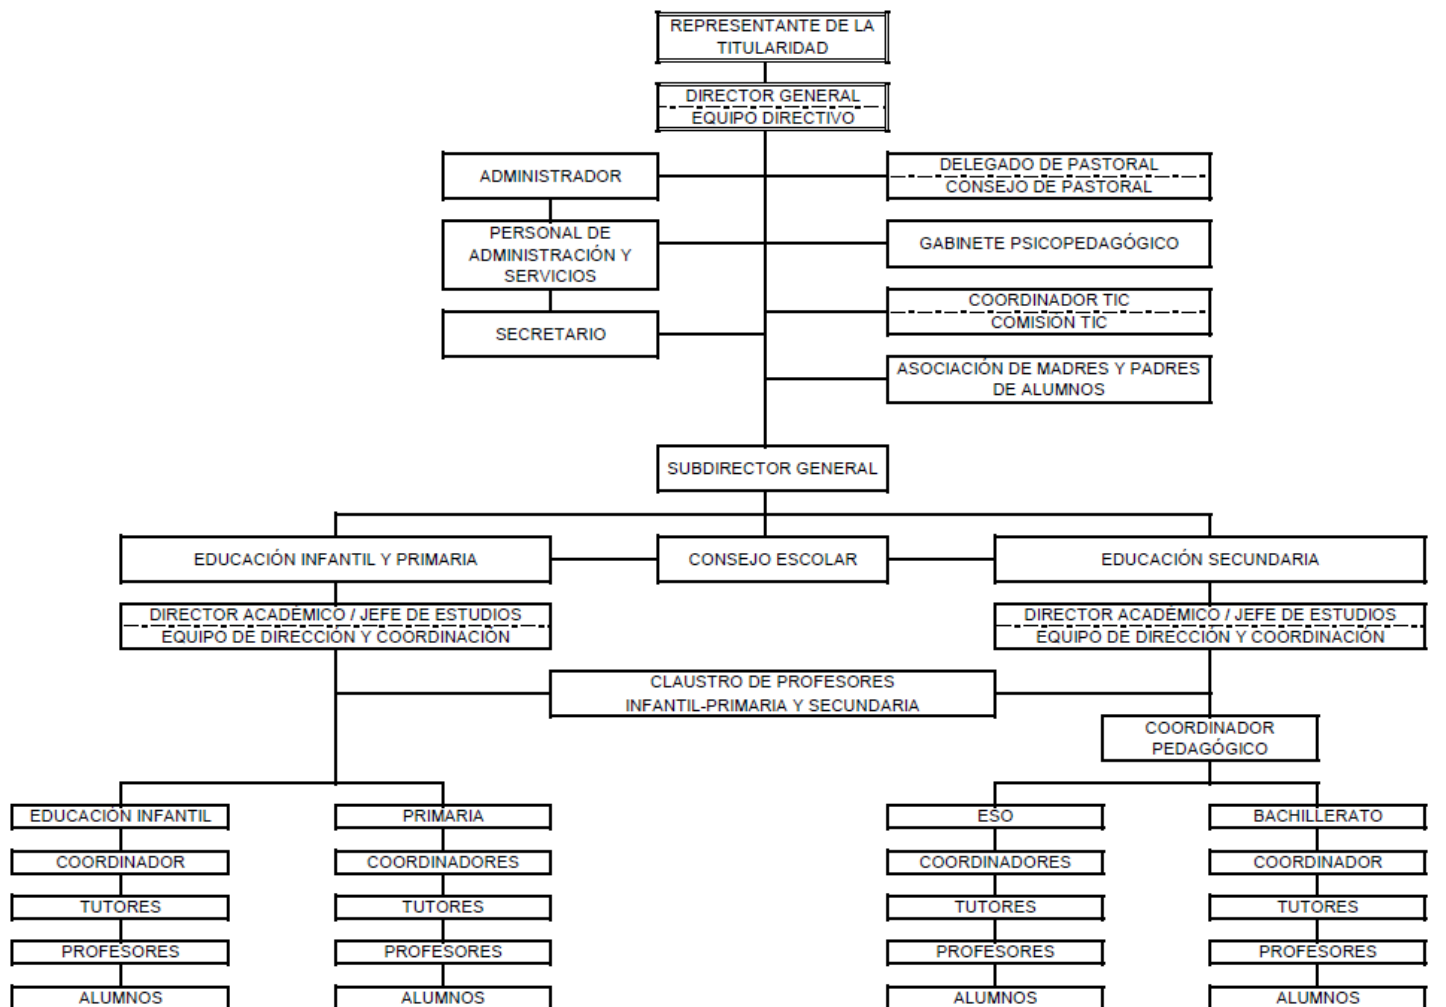 REPRESENTANTE DE LA
TITULARIDAD
DIRECTOR GENERAL
EQUIPO DIRECTIVO
ADMINISTRADOR
DELEGADO DE PASTORAL
CONSEJO DE PASTORAL
PERSONAL DE
ADMINISTRACIÓN Y
SERVICIOS
GABINETE PSICOPEDAGÓGICO
SECRETARIO
COORDINADOR TIC
COMISIÓN TIC
ASOCIACIÓN DE MADRES Y PADRES
DE ALUMNOS
SUBDIRECTOR GENERAL
EDUCACIÓN INFANTIL Y PRIMARIA
CONSEJO ESCOLAR
EDUCACIÓN SECUNDARIA
DIRECTOR ACADÉMICO / JEFE DE ESTUDIOS
EQUIPO DE DIRECCIÓN Y COORDINACIÓN
DIRECTOR ACADÉMICO / JEFE DE ESTUDIOS
EQUIPO DE DIRECCIÓN Y COORDINACIÓN
CLAUSTRO DE PROFESORES
INFANTIL-PRIMARIA Y SECUNDARIA
COORDINADOR
PEDAGÓGICO
EDUCACIÓN INFANTIL
COORDINADOR
TUTORES
PROFESORES
ALUMNOS
PRIMARIA
COORDINADORES
TUTORES
PROFESORES
ALUMNOS
ESO
COORDINADORES
TUTORES
PROFESORES
ALUMNOS
BACHILLERATO
COORDINADOR
TUTORES
PROFESORES
ALUMNOS